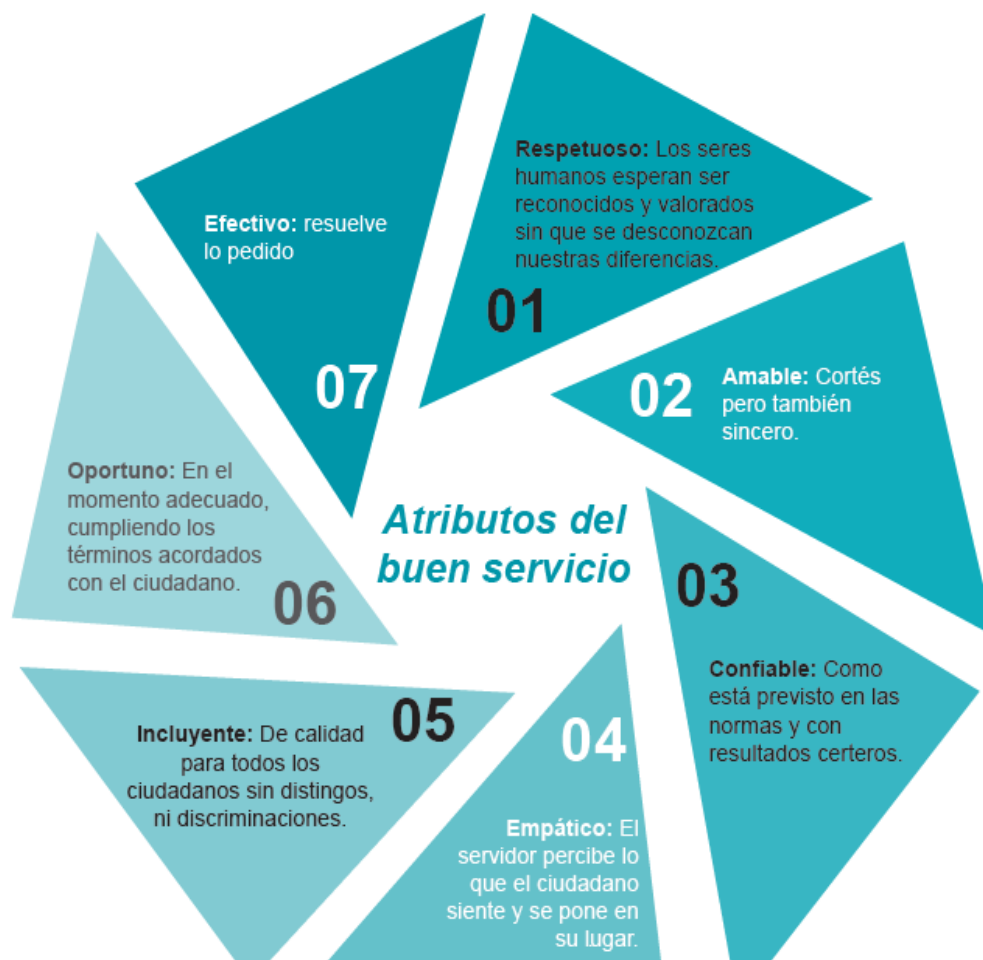 Atributos del
buen servicio
01
Respetuoso: Los seres
humanos esperan ser
reconocidos y valorados
sin que se desconozcan
nuestras diferencias.
02
Amable: Cortés
pero también
sincero.
03
Confiable: Como
está previsto en las
normas y con
resultados certeros.
04
Empático: El
servidor percibe lo
que el ciudadano
siente y se pone en
su lugar.
05
Incluyente: De calidad
para todos los
ciudadanos sin distingos,
ni discriminaciones.
06
Oportuno: En el
momento adecuado,
cumpliendo los
términos acordados
con el ciudadano.
07
Efectivo: resuelve
lo pedido